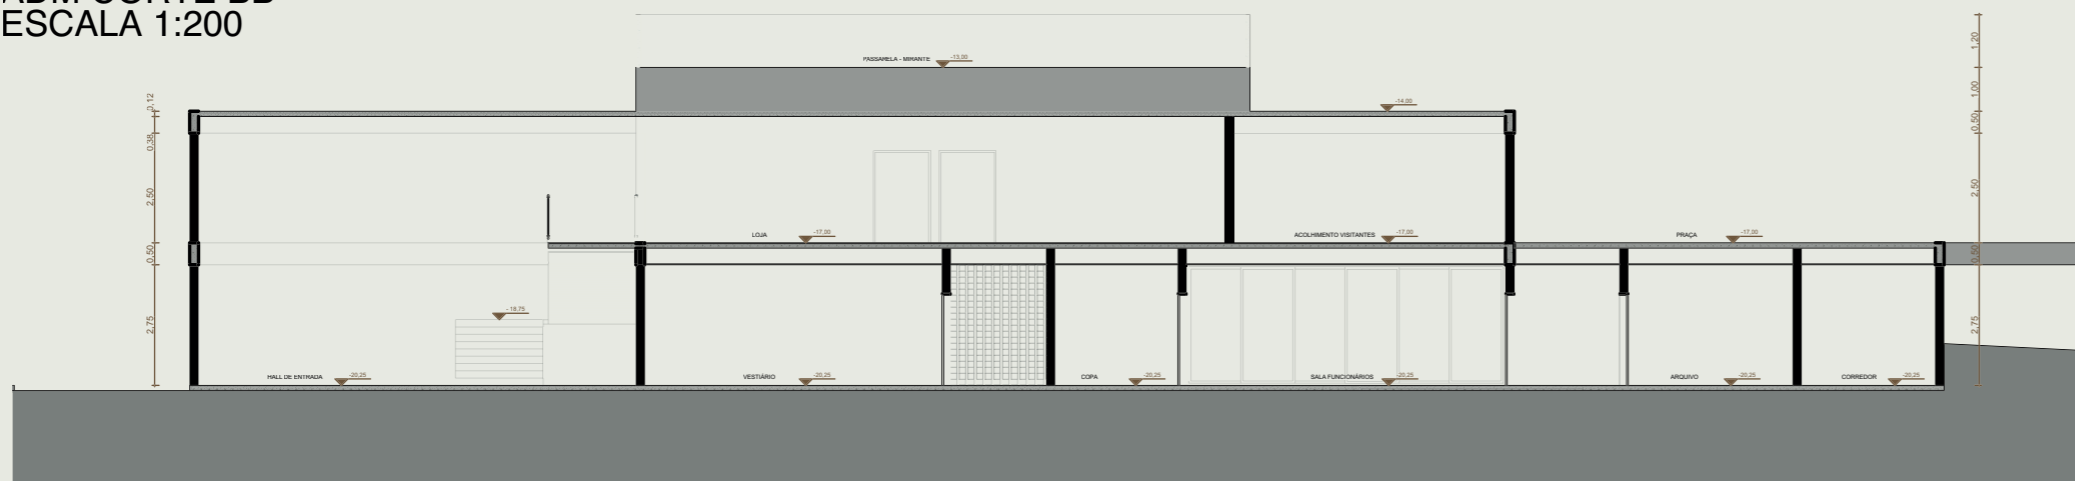 ADM CORTE BB
ESCALA 1:200
PASSARELA - MIRANTE
-13,00
1,20
1,00
0,12
-14,00
0,50
0,38
2,50
2,50
LOJA
-17,00
ACOLHIMENTO VISITANTES
-17,00
PRAÇA
-17,00
0,50
0,50
- 18,75
2,75
2,75
HALL DE ENTRADA
-20,25
VESTIÁRIO
-20,25
COPA
-20,25
SALA FUNCIONÁRIOS
-20,25
ARQUIVO
-20,25
CORREDOR
-20,25